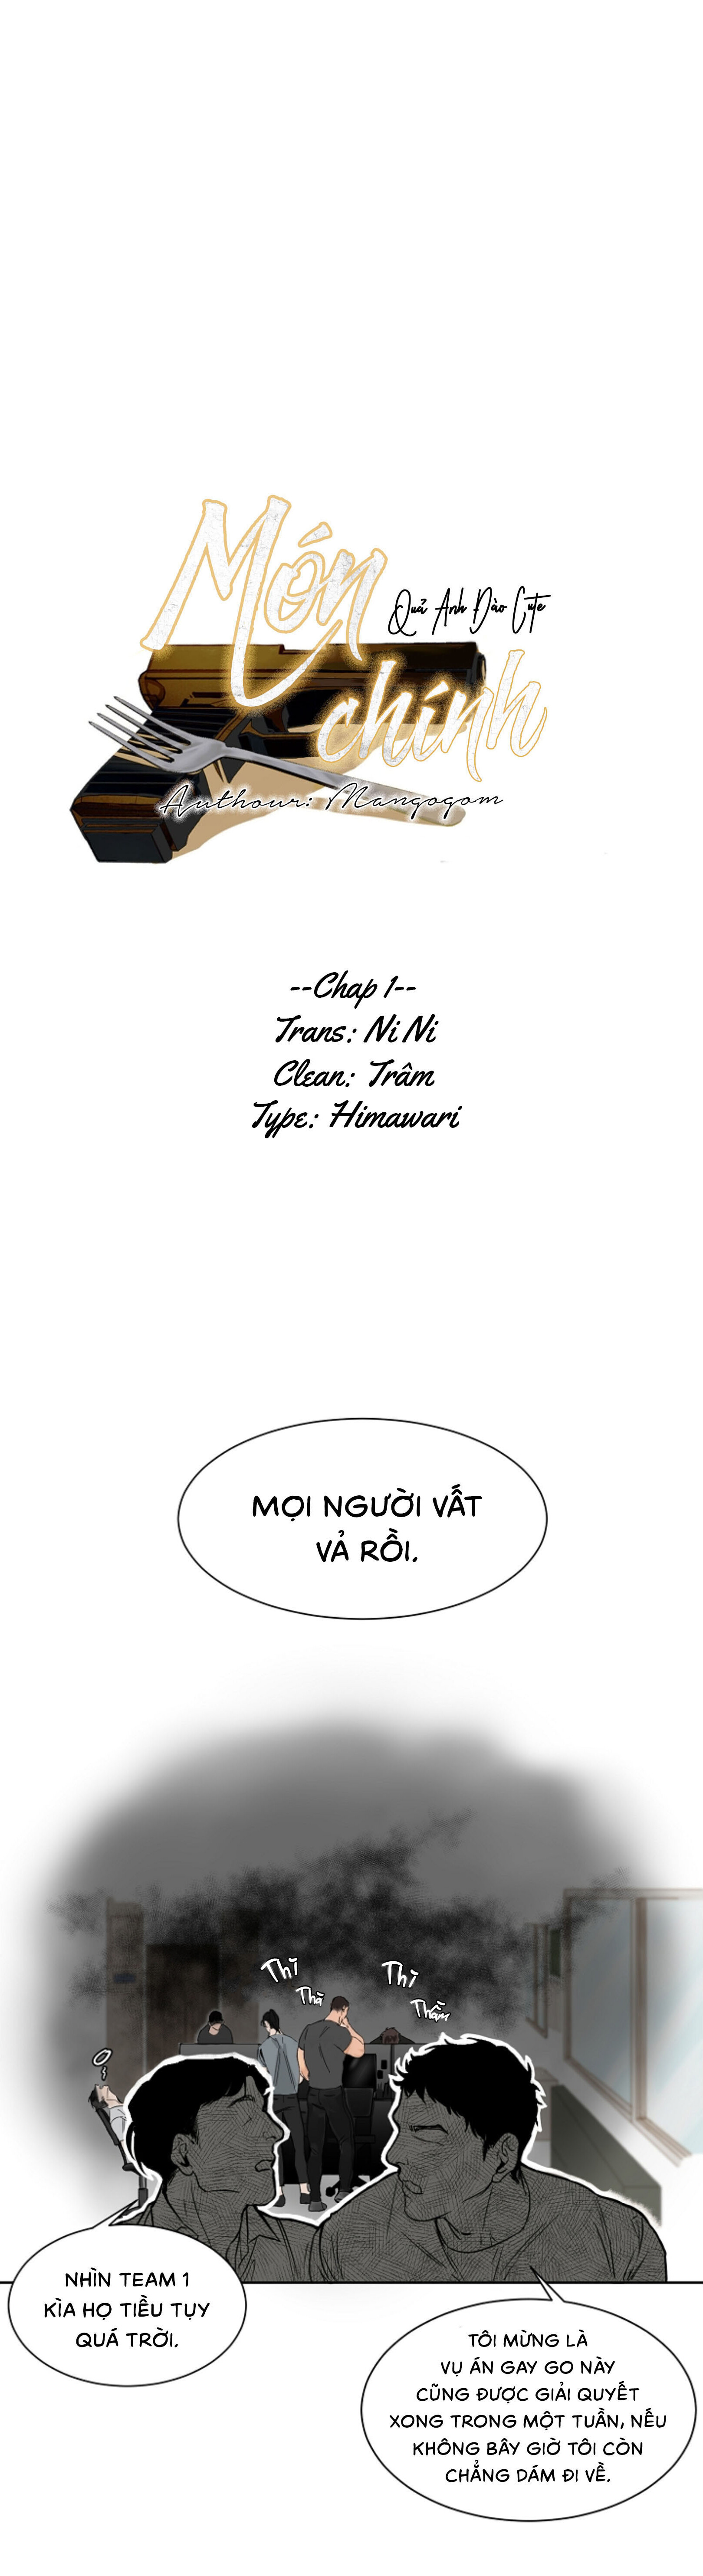 Món
Quả Anh Đào Cute
chính
Authour: Mangogom
--Chap 1--
Trans: Ni Ni
Clean: Trâm
Type: Himawari
MỌI NGƯỜI VẤT
VẢ RỒI.
Thì
Thà
Thì
Thầm
NHÌN TEAM 1
KÌA HỌ TIỀU TỤY
QUÁ TRỜI.
TÔI MỪNG LÀ
VỤ ÁN GAY GO NÀY
CŨNG ĐƯỢC GIẢI QUYẾT
XONG TRONG MỘT TUẦN, NẾU
KHÔNG BÂY GIỜ TÔI CÒN
CHẲNG DÁM ĐI VỀ.